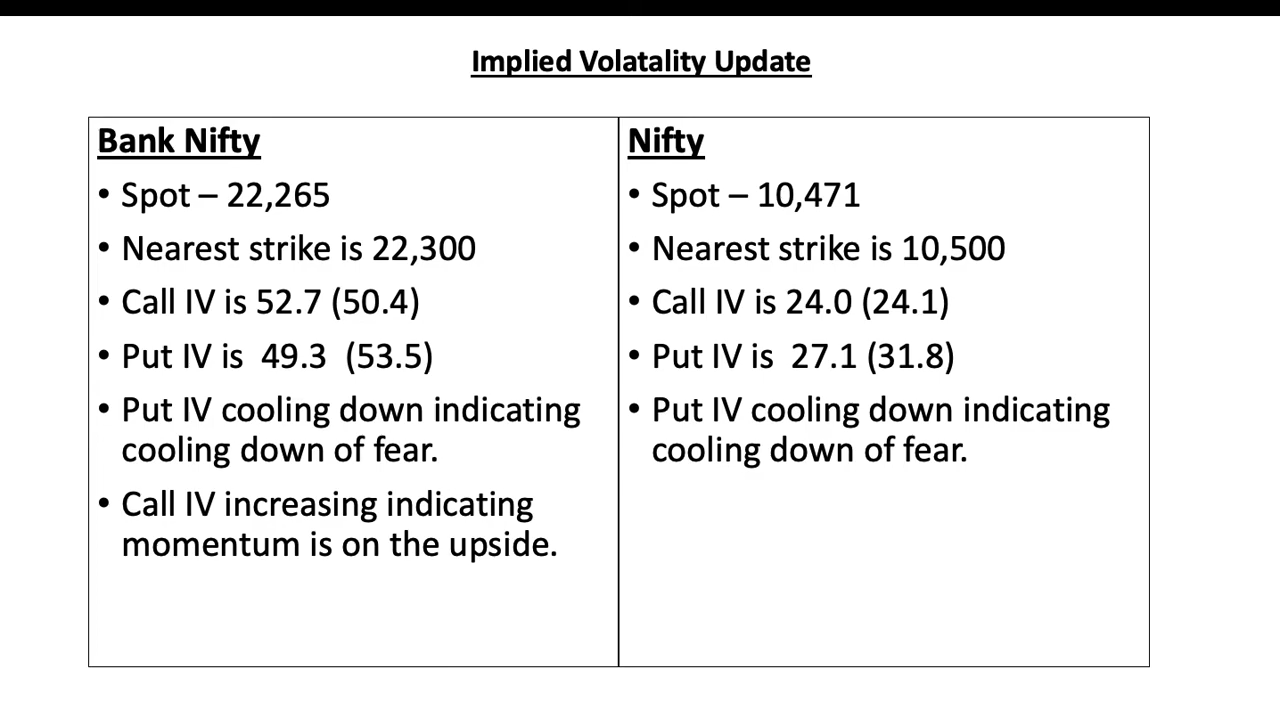 Implied Volatality Update
Bank Nifty
• Spot – 22,265
• Nearest strike is 22,300
• Call IV is 52.7 (50.4)
• Put IV is  49.3  (53.5)
• Put IV cooling down indicating
cooling down of fear.
• Call IV increasing indicating
momentum is on the upside.
Nifty
• Spot – 10,471
• Nearest strike is 10,500
• Call IV is 24.0 (24.1)
• Put IV is  27.1 (31.8)
• Put IV cooling down indicating
cooling down of fear.